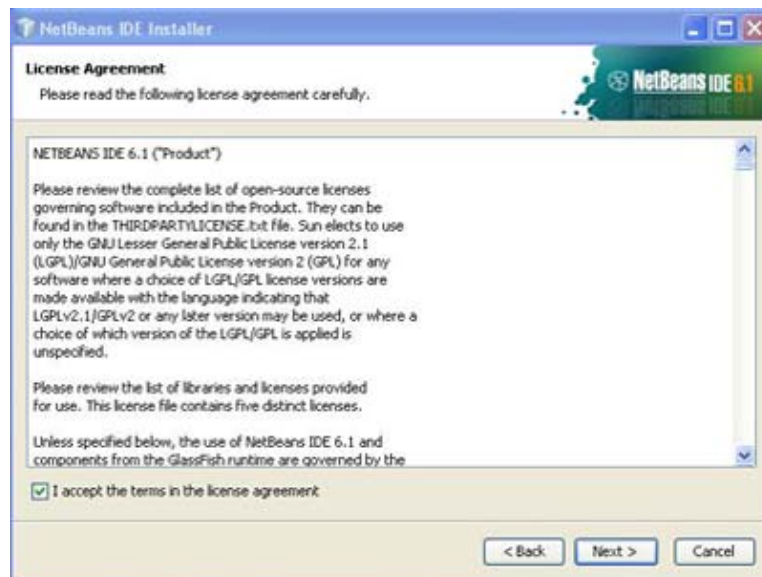 NetBeans IDE Installer
License Agreement
Please read the following license agreement carefully.
NetBeans IDE 6.1
NETBEANS IDE 6.1 ("Product")
Please review the complete list of open-source licenses
governing software included in the Product. They can be
found in the THIRDPARTYLICENSE.txt file. Sun elects to use
only the GNU Lesser General Public License version 2.1
(LGPL)/GNU General Public License version 2 (GPL) for any
software where a choice of LGPL/GPL license versions are
made available with the language indicating that
LGPLv2.1/GPLv2 or any later version may be used, or where a
choice of which version of the LGPL/GPL is applied is
unspecified.
Please review the list of libraries and licenses provided
for use. This license file contains five distinct licenses.
Unless specified below, the use of NetBeans IDE 6.1 and
components from the GlassFish runtime are governed by the
I accept the terms in the license agreement
< Back
Next >
Cancel